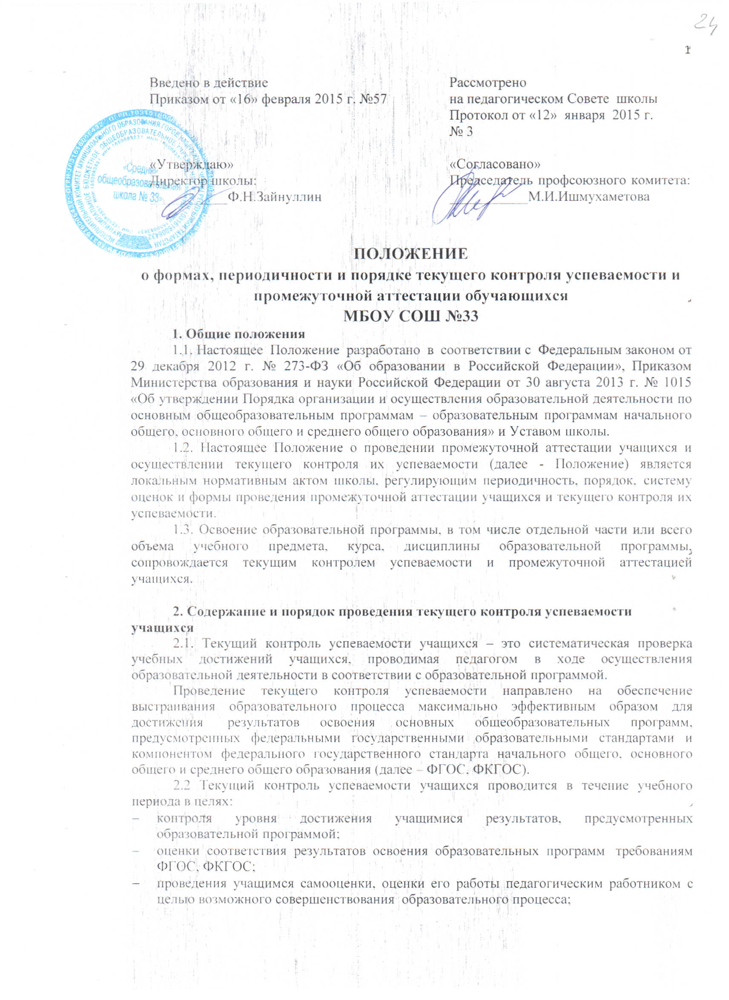 24
1
Введено в действие
Приказом от «16» февраля 2015 г. №57
Рассмотрено
на педагогическом Совете школы
Протокол от «12» января 2015 г.
№ 3
«Утверждаю»
Директор школы:
Ф.Н.Зайнуллин
«Согласовано»
Председатель профсоюзного комитета:
М.И.Ишмухаметова
«Средняя
общеобразовательная
школа № 33»
ПОЛОЖЕНИЕ
о формах, периодичности и порядке текущего контроля успеваемости и
промежуточной аттестации обучающихся
МБОУ СОШ №33
1. Общие положения
1.1. Настоящее Положение разработано в соответствии с Федеральным законом от
29 декабря 2012 г. № 273-ФЗ «Об образовании в Российской Федерации», Приказом
Министерства образования и науки Российской Федерации от 30 августа 2013 г. № 1015
«Об утверждении Порядка организации и осуществления образовательной деятельности по
основным общеобразовательным программам – образовательным программам начального
общего, основного общего и среднего общего образования» и Уставом школы.
1.2. Настоящее Положение о проведении промежуточной аттестации учащихся и
осуществлении текущего контроля их успеваемости (далее - Положение) является
локальным нормативным актом школы, регулирующим периодичность, порядок, систему
оценок и формы проведения промежуточной аттестации учащихся и текущего контроля их
успеваемости.
1.3. Освоение образовательной программы, в том числе отдельной части или всего
объема учебного предмета, курса, дисциплины образовательной программы,
сопровождается текущим контролем успеваемости и промежуточной аттестацией
учащихся.
2. Содержание и порядок проведения текущего контроля успеваемости
учащихся
2.1. Текущий контроль успеваемости учащихся – это систематическая проверка
учебных достижений учащихся, проводимая педагогом в ходе осуществления
образовательной деятельности в соответствии с образовательной программой.
Проведение текущего контроля успеваемости направлено на обеспечение
выстраивания образовательного процесса максимально эффективным образом для
достижения результатов освоения основных общеобразовательных программ,
предусмотренных федеральными государственными образовательными стандартами и
компонентом федерального государственного стандарта начального общего, основного
общего и среднего общего образования (далее – ФГОС, ФКГОС).
2.2 Текущий контроль успеваемости учащихся проводится в течение учебного
периода в целях:
– контроля уровня достижения учащимися результатов, предусмотренных
образовательной программой;
– оценки соответствия результатов освоения образовательных программ требованиям
ФГОС, ФКГОС;
– проведения учащимся самооценки, оценки его работы педагогическим работником с
целью возможного совершенствования образовательного процесса;